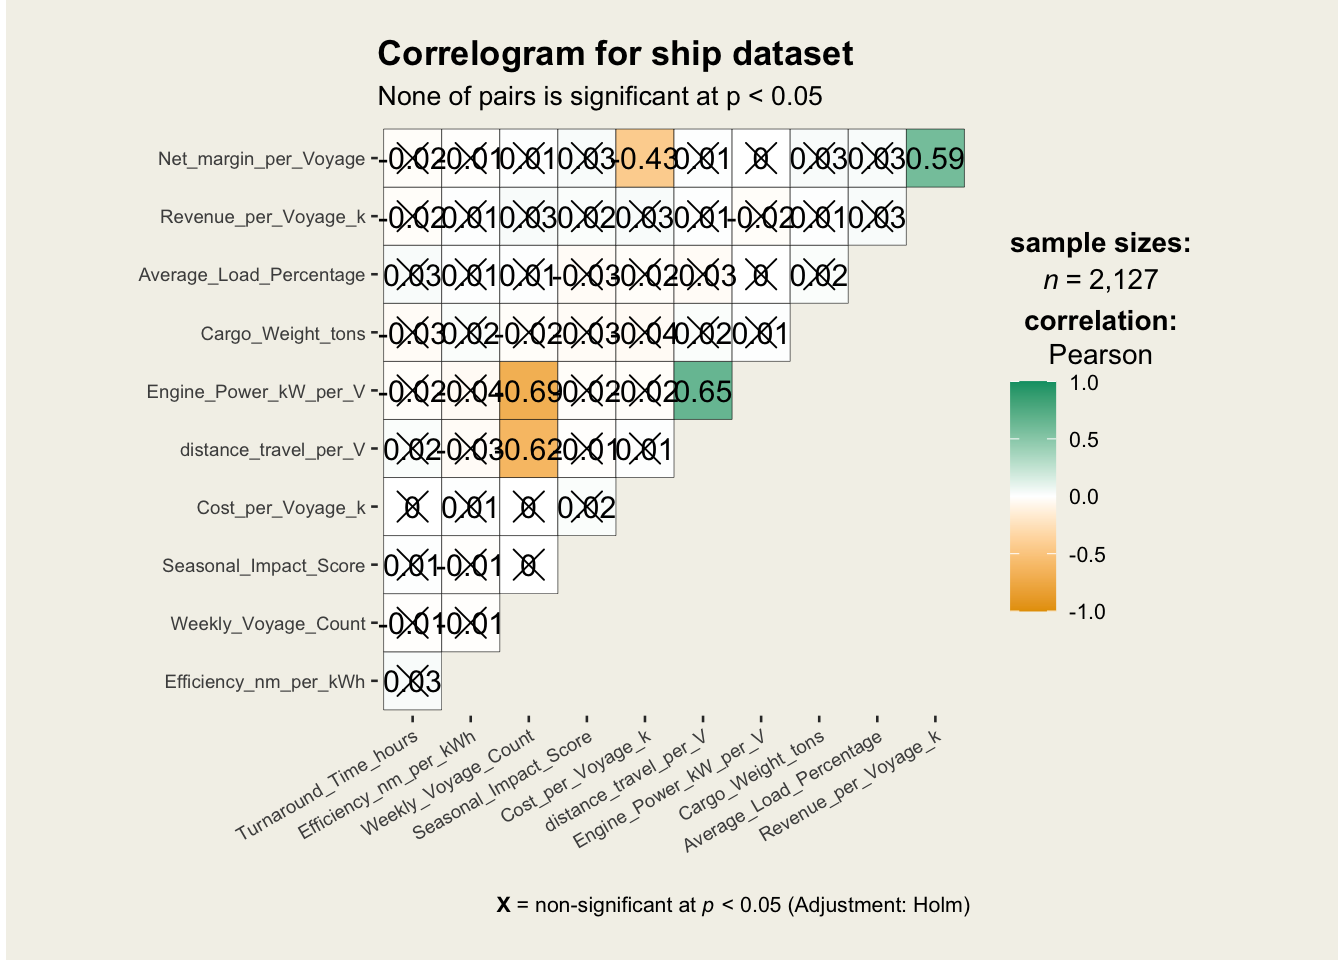 Correlogram for ship dataset
None of pairs is significant at p < 0.05
Net_margin_per_Voyage -0.02 -0.01 0.01 0.03 -0.43 0.01 0 0.03 0.03 0.59
Revenue_per_Voyage_k -0.02 0.01 0.03 0.02 0.03 0.01 -0.02 0.01 0.03
Average_Load_Percentage 0.03 0.01 0.01 -0.03 -0.02 -0.03 0 0.02
Cargo_Weight_tons -0.03 0.02 -0.02 -0.03 -0.04 0.02 0.01
Engine_Power_kW_per_V -0.02 -0.04 -0.69 -0.02 -0.02 0.65
distance_travel_per_V 0.02 -0.03 -0.62 -0.01 0.01
Cost_per_Voyage_k 0 0.01 0 0.02
Seasonal_Impact_Score 0.01 -0.01 0
Weekly_Voyage_Count -0.01 -0.01
Efficiency_nm_per_kWh 0.03
Turnaround_Time_hours
Efficiency_nm_per_kWh
Weekly_Voyage_Count
Seasonal_Impact_Score
Cost_per_Voyage_k
distance_travel_per_V
Engine_Power_kW_per_V
Cargo_Weight_tons
Average_Load_Percentage
Revenue_per_Voyage_k
sample sizes:
n = 2,127
correlation:
Pearson
1.0
0.5
0.0
-0.5
-1.0
X = non-significant at p < 0.05 (Adjustment: Holm)